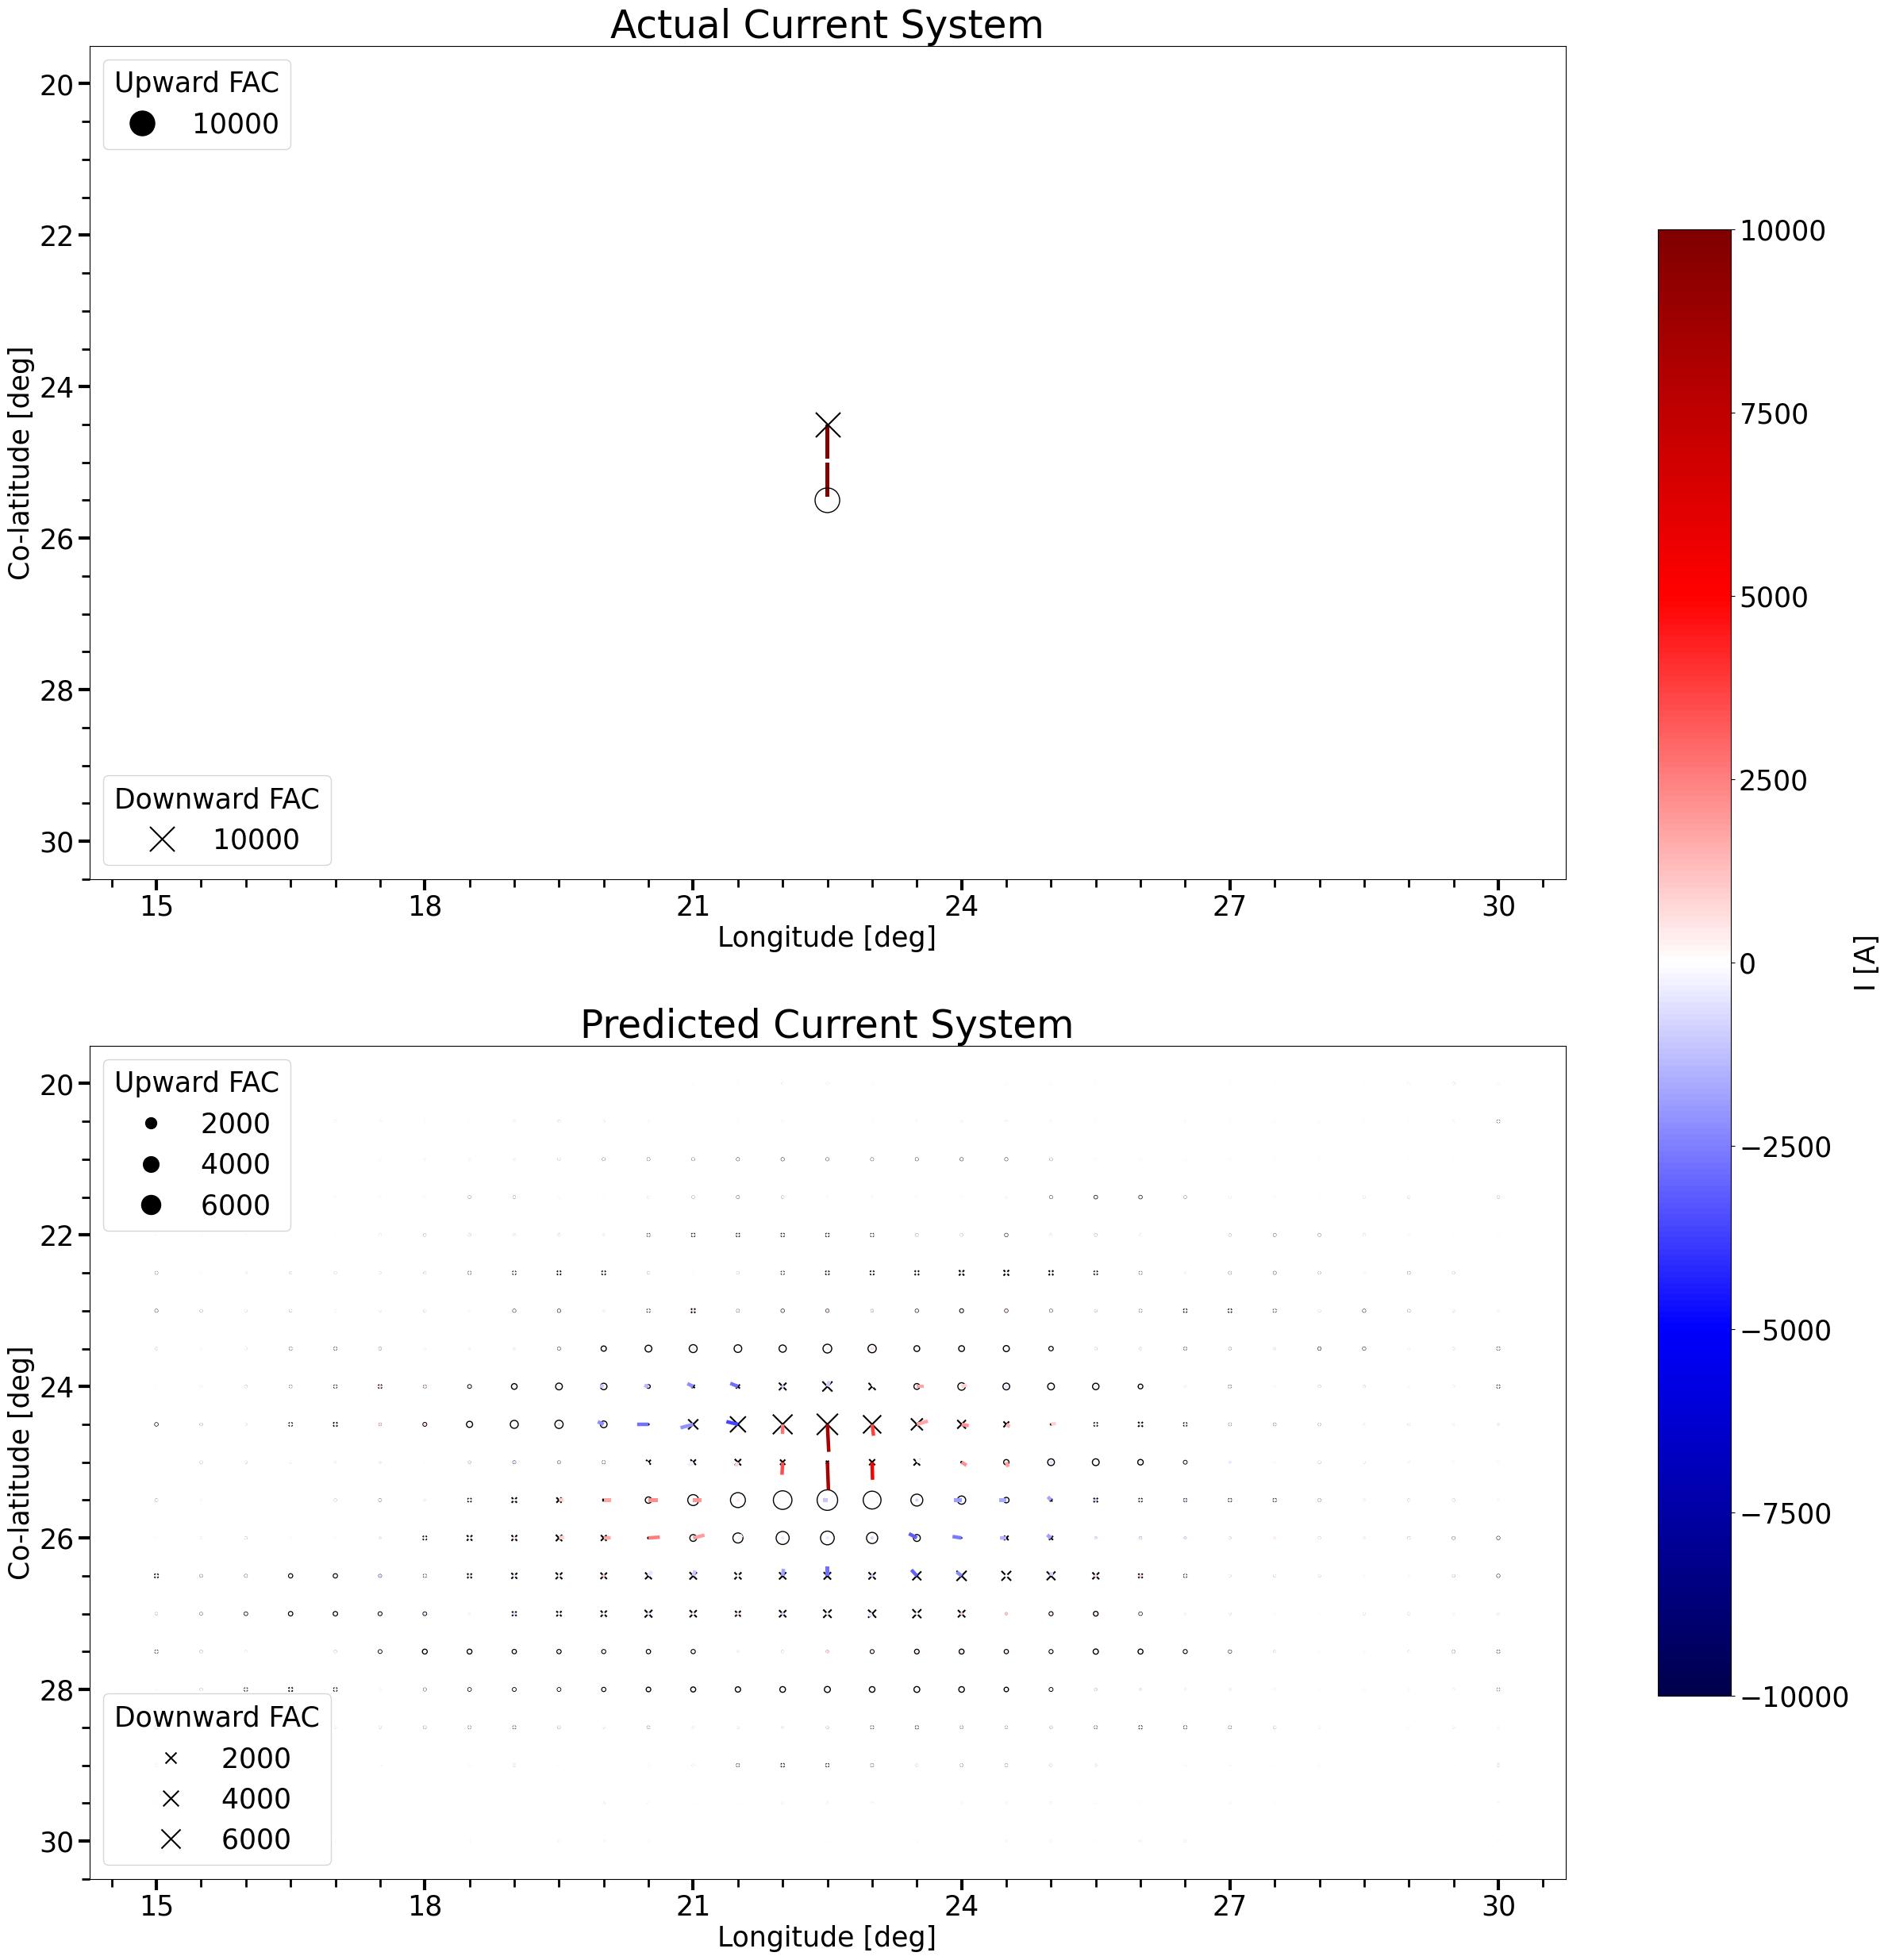 Actual Current System
Upward FAC
10000
20
22
24
26
28
30
Co-latitude [deg]
Downward FAC
10000
15 18 21 24 27 30
Longitude [deg]
Predicted Current System
Upward FAC
2000
4000
6000
20
22
24
26
28
30
Co-latitude [deg]
Downward FAC
2000
4000
6000
15 18 21 24 27 30
Longitude [deg]
10000
7500
5000
2500
0
−2500
−5000
−7500
−10000
I [A]